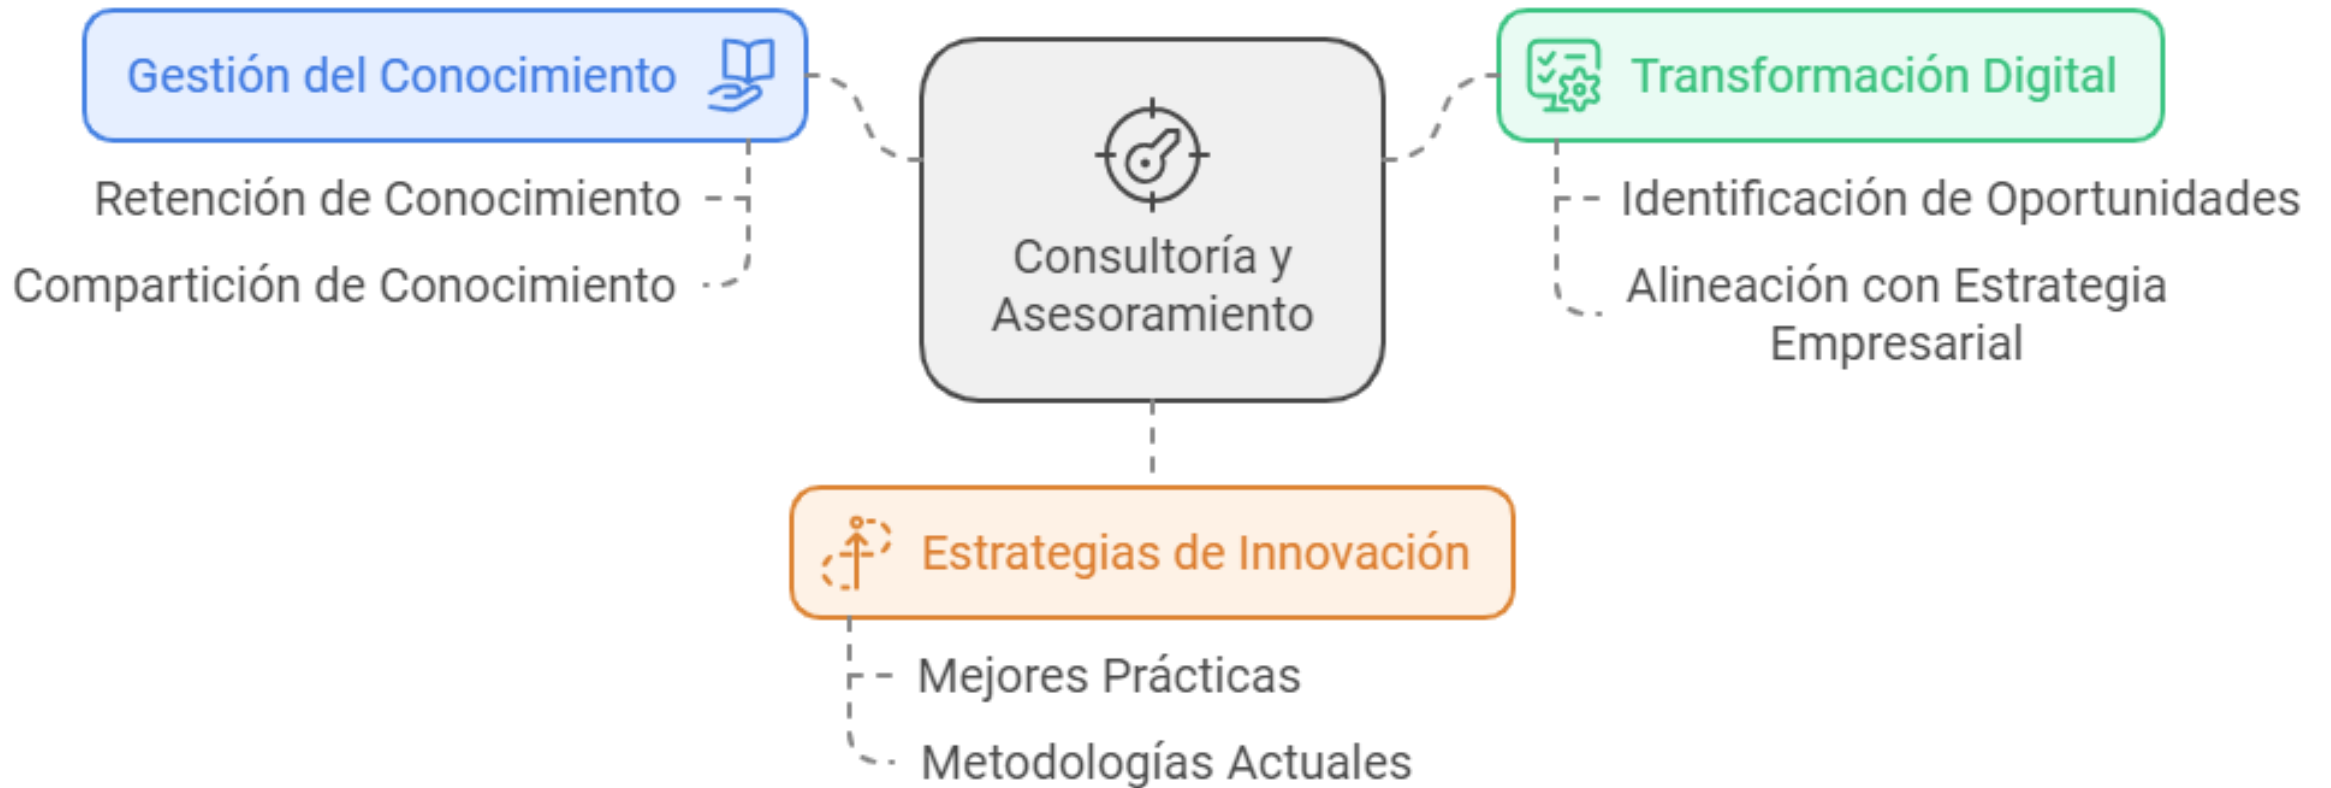 Gestión del Conocimiento
Retención de Conocimiento
Compartición de Conocimiento
Consultoría y
Asesoramiento
Transformación Digital
Identificación de Oportunidades
Alineación con Estrategia
Empresarial
Estrategias de Innovación
Mejores Prácticas
Metodologías Actuales